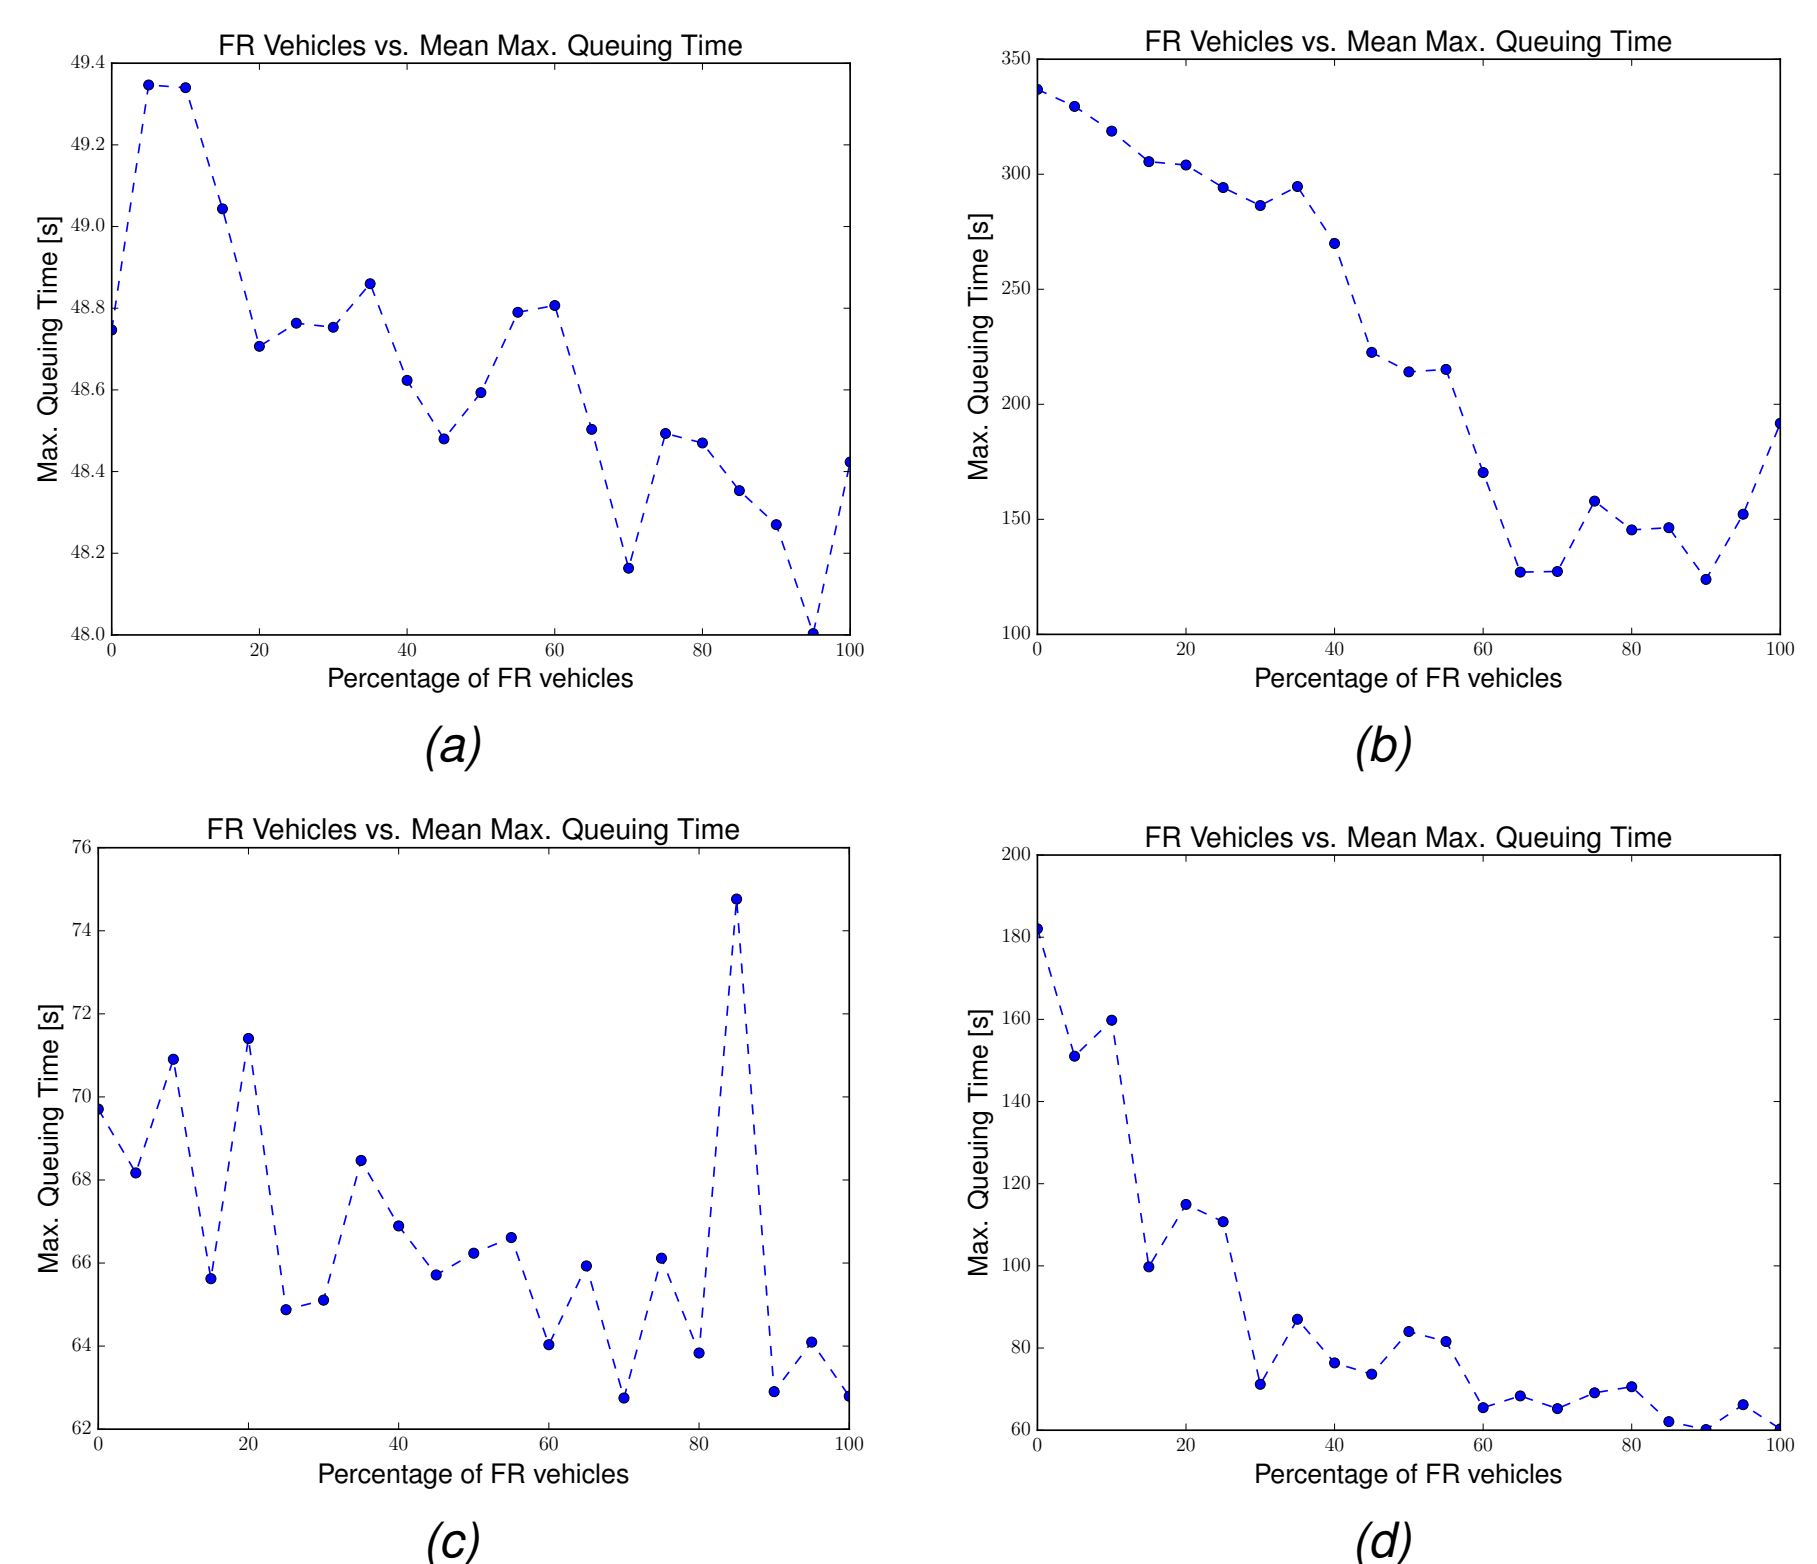 FR Vehicles vs. Mean Max. Queuing Time
49.4
49.2
49.0
48.8
48.6
48.4
48.2
48.0
Max. Queuing Time [s]
0 20 40 60 80 100
Percentage of FR vehicles
(a)
FR Vehicles vs. Mean Max. Queuing Time
350
300
250
200
150
100
Max. Queuing Time [s]
0 20 40 60 80 100
Percentage of FR vehicles
(b)
FR Vehicles vs. Mean Max. Queuing Time
76
74
72
70
68
66
64
62
Max. Queuing Time [s]
0 20 40 60 80 100
Percentage of FR vehicles
(c)
FR Vehicles vs. Mean Max. Queuing Time
200
180
160
140
120
100
80
60
Max. Queuing Time [s]
0 20 40 60 80 100
Percentage of FR vehicles
(d)